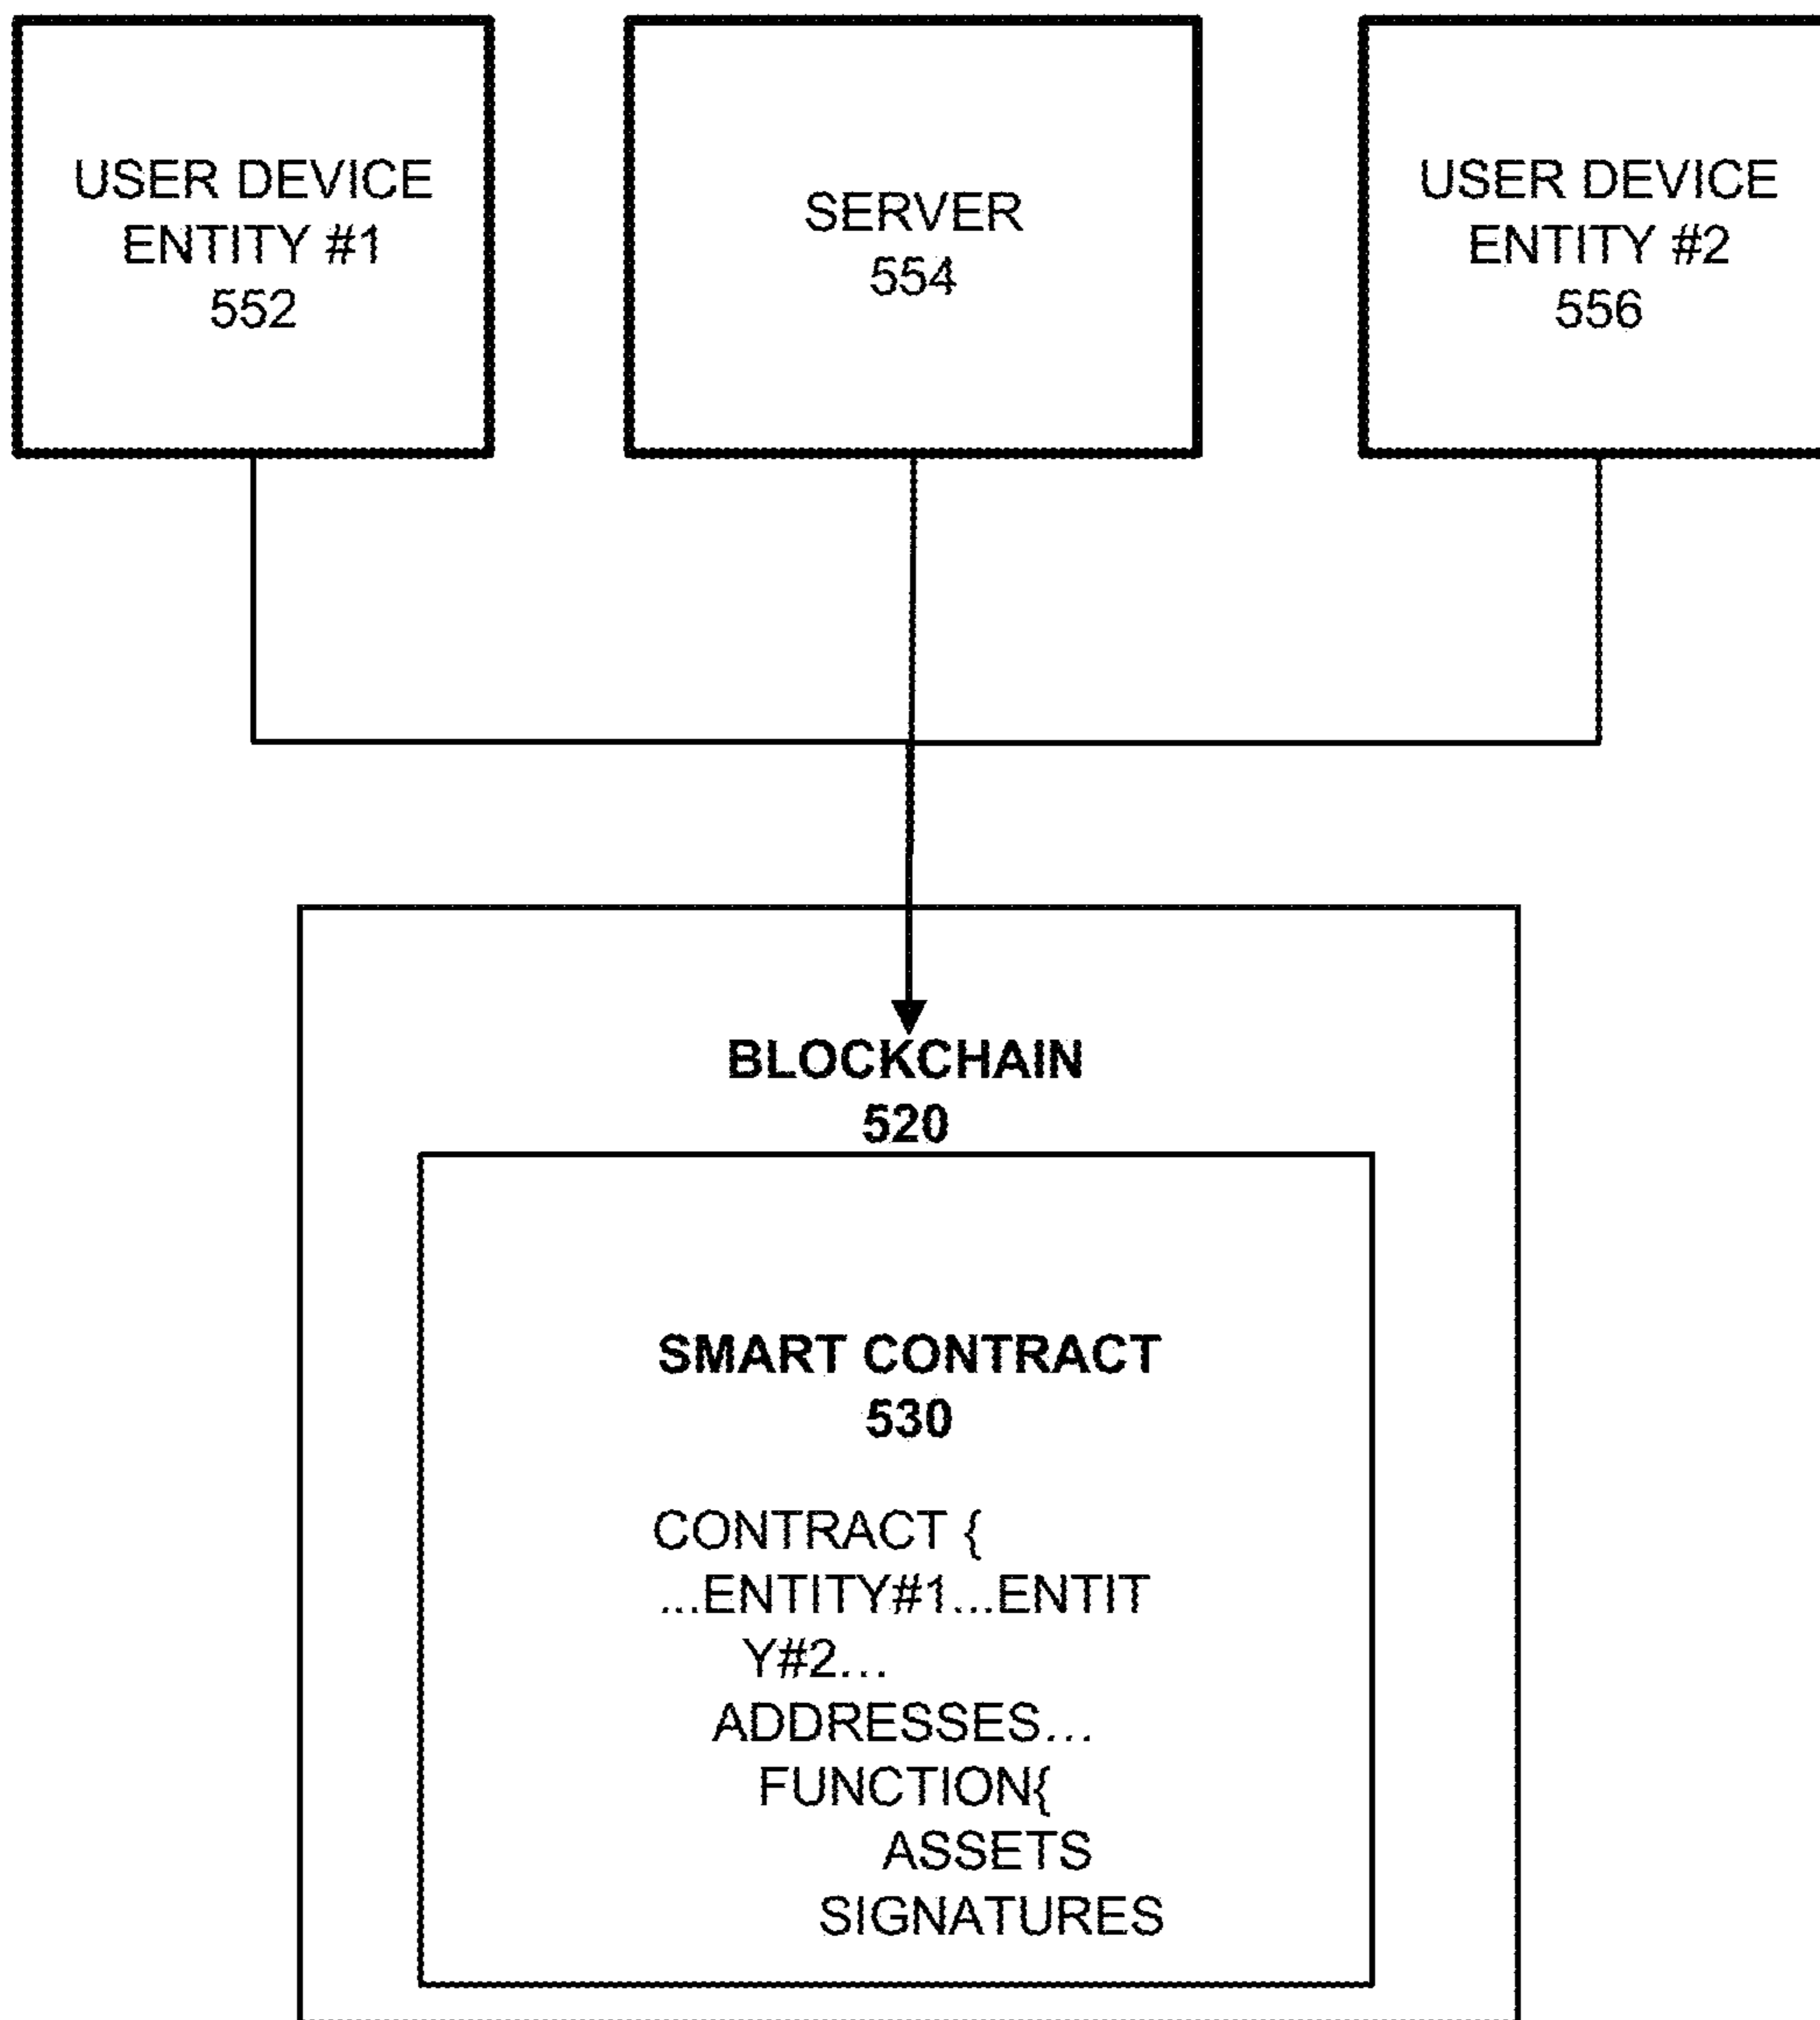 USER DEVICE
ENTITY #1
552
SERVER
554
USER DEVICE
ENTITY #2
556
BLOCKCHAIN
520
SMART CONTRACT
530
CONTRACT {
...ENTITY#1...ENTIT
Y#2...
ADDRESSES...
FUNCTION{
ASSETS
SIGNATURES